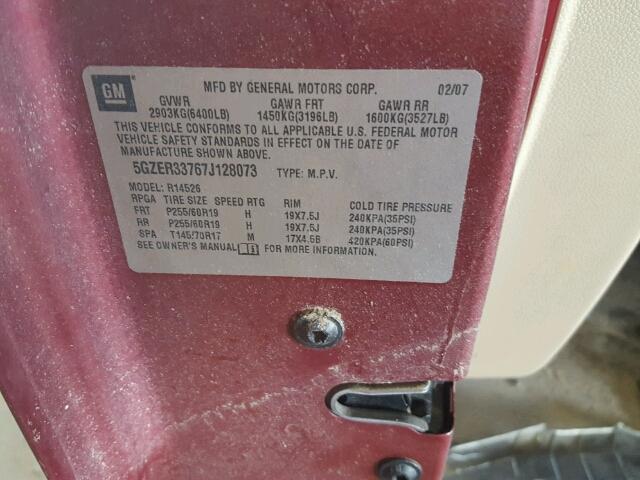 GM
MFD BY GENERAL MOTORS CORP. 02/07
GVWR GAWR FRT GAWR RR
2903KG(6400LB) 1450KG(3196LB) 1600KG(3527LB)
THIS VEHICLE CONFORMS TO ALL APPLICABLE U.S. FEDERAL MOTOR
VEHICLE SAFETY STANDARDS IN EFFECT ON THE DATE OF
MANUFACTURE SHOWN ABOVE.
5GZER33767J128073 TYPE: M.P.V.
MODEL: R14526
RPGA TIRE SIZE SPEED RTG RIM COLD TIRE PRESSURE
FRT P255/60R19 H 19X7.5J 240KPA(35PSI)
RR P255/60R19 H 19X7.5J 240KPA(35PSI)
SPA T145/70R17 M 17X4.5B 420KPA(60PSI)
SEE OWNER'S MANUAL FOR MORE INFORMATION.